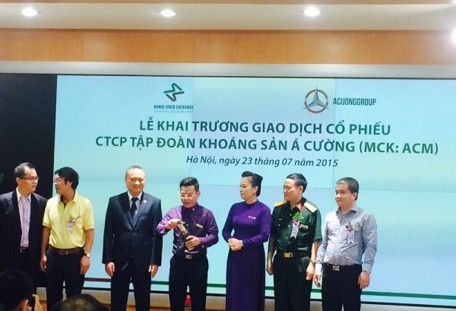 HANOI STOCK EXCHANGE
ACUONGGROUP
LỄ KHAI TRƯƠNG GIAO DỊCH CỔ PHIẾU
CTCP TẬP ĐOÀN KHOÁNG SẢN Á CƯỜNG (MCK: ACM)
Hà Nội, ngày 23 tháng 07 năm 2015